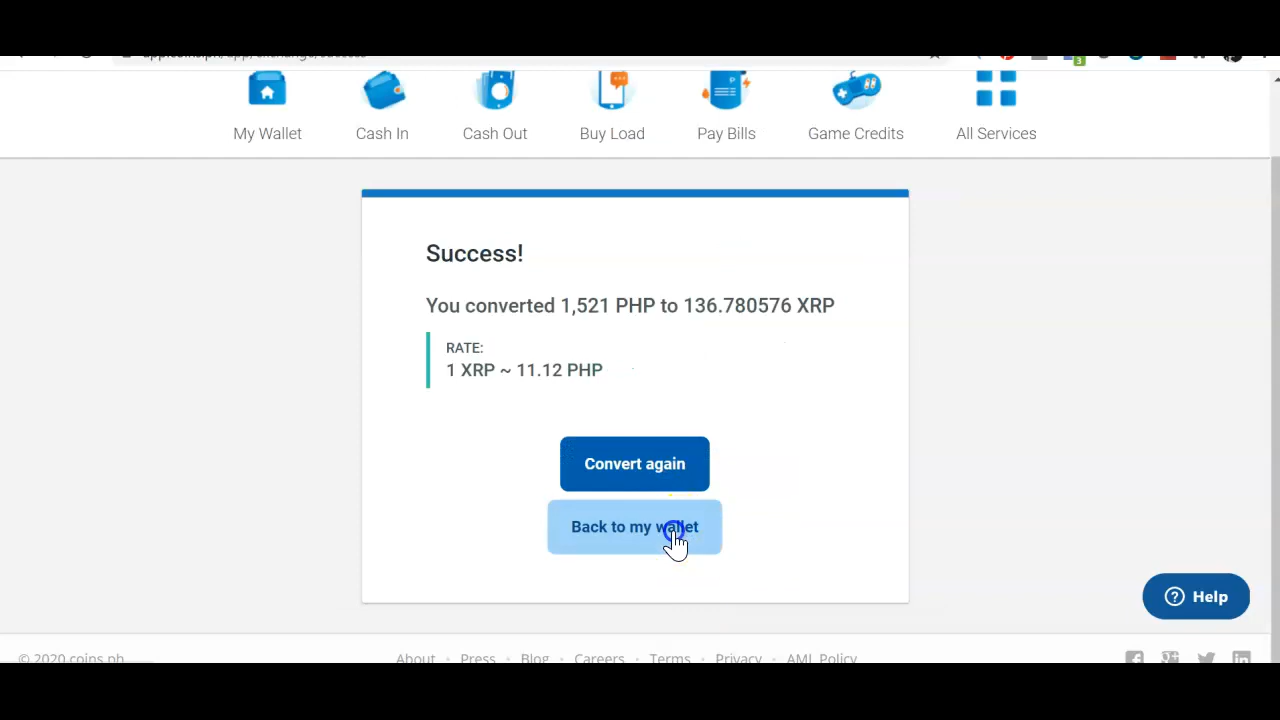 My Wallet Cash In Cash Out Buy Load Pay Bills Game Credits All Services
Success!
You converted 1,521 PHP to 136.780576 XRP
RATE:
1 XRP ~ 11.12 PHP
Convert again
Back to my wallet
Help
3
© 2020 coins.ph
About · Press · Blog · Careers · Terms · Privacy · AML Policy